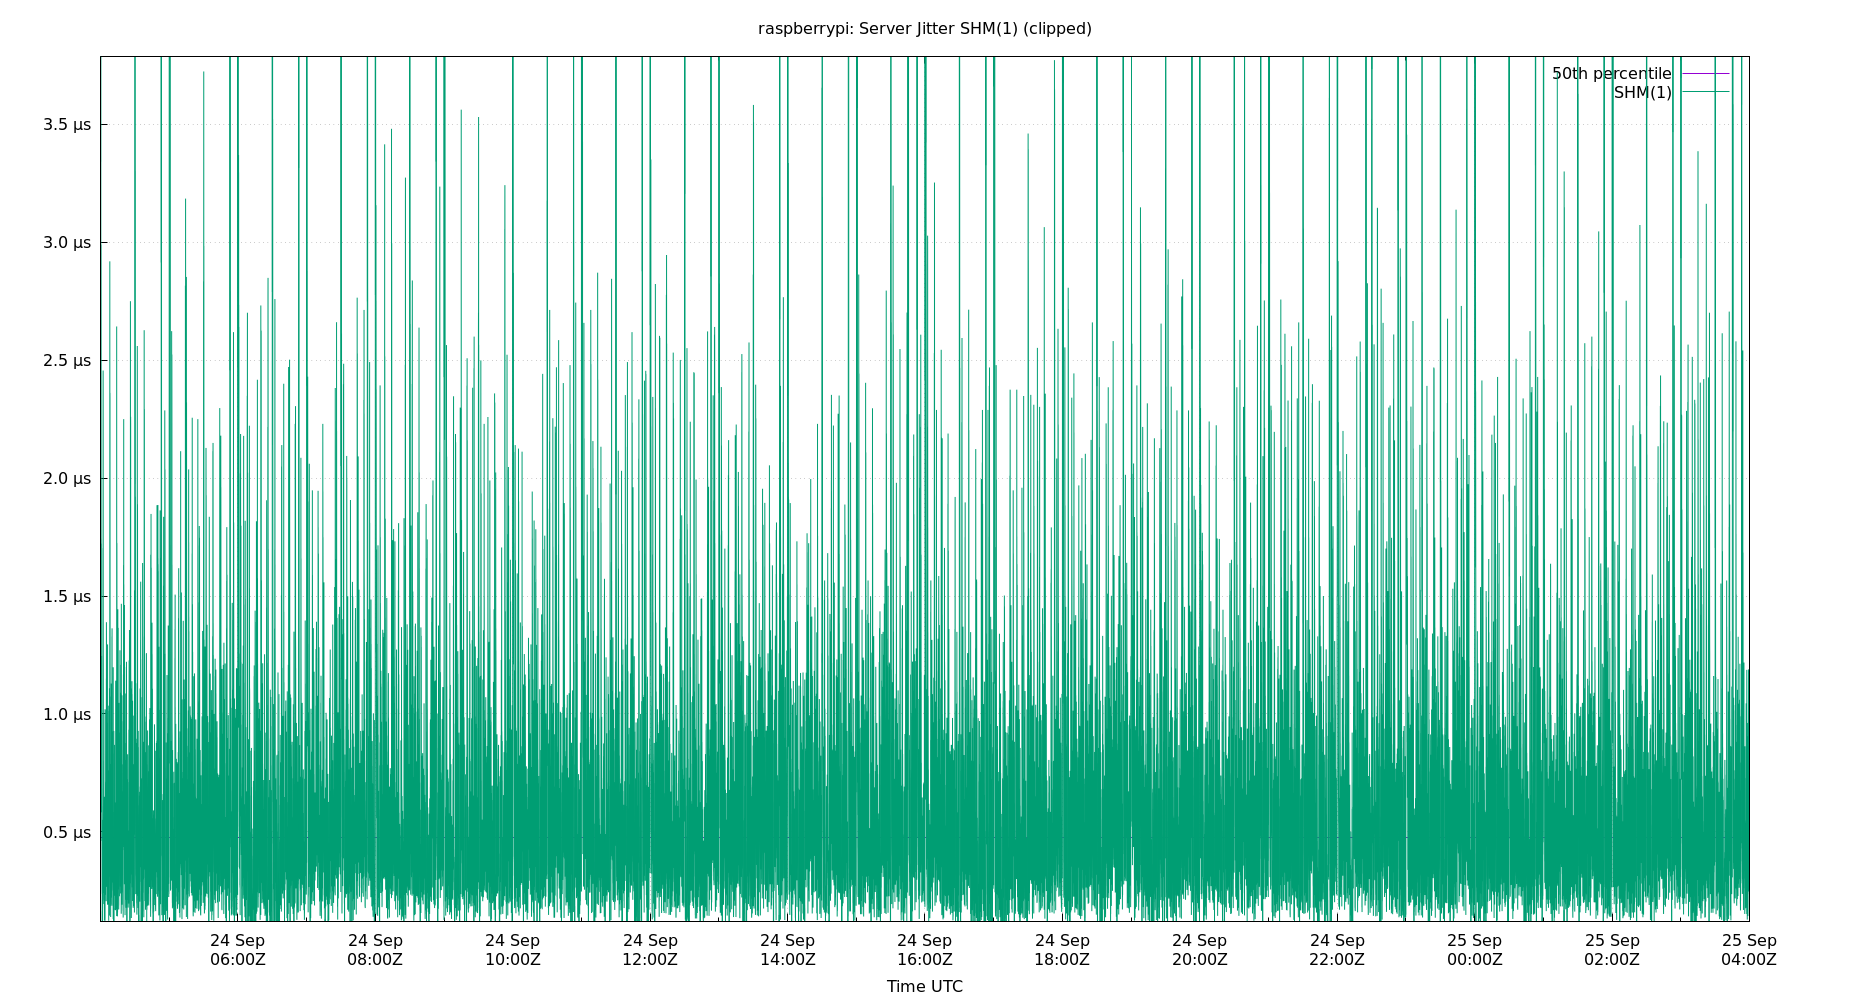 raspberrypi: Server Jitter SHM(1) (clipped)
50th percentile
SHM(1)
3.5 μs
3.0 μs
2.5 μs
2.0 μs
1.5 μs
1.0 μs
0.5 μs
24 Sep 24 Sep 24 Sep 24 Sep 24 Sep 24 Sep 24 Sep 24 Sep 24 Sep 25 Sep 25 Sep 25 Sep
06:00Z 08:00Z 10:00Z 12:00Z 14:00Z 16:00Z 18:00Z 20:00Z 22:00Z 00:00Z 02:00Z 04:00Z
Time UTC